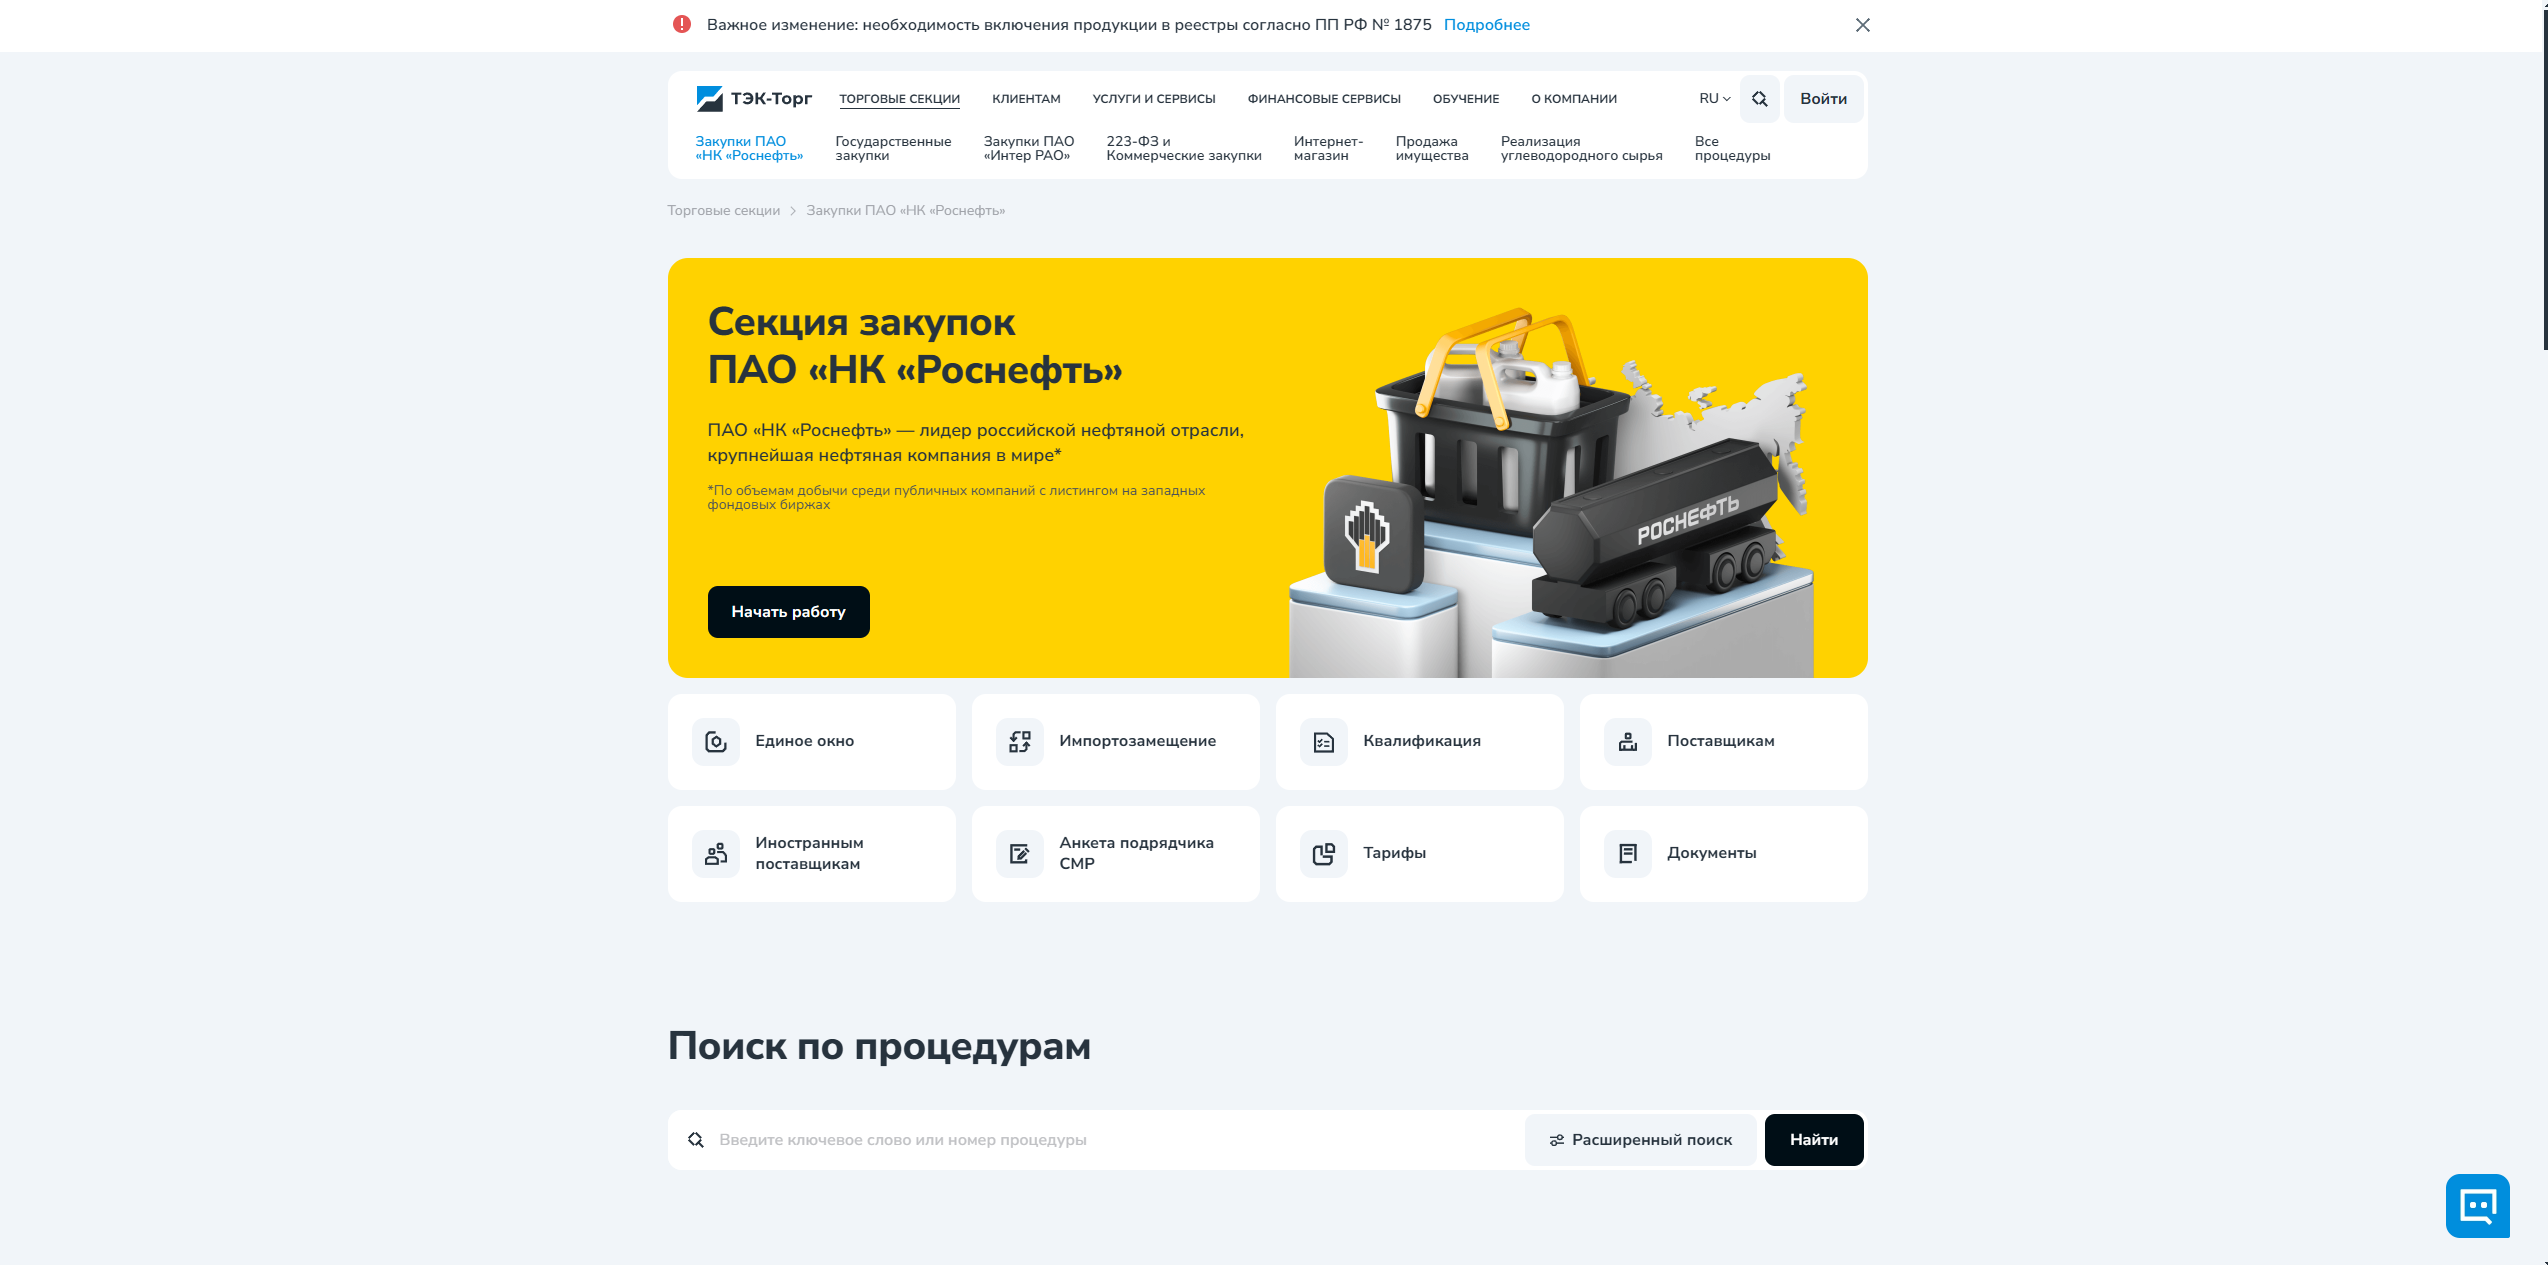 Важное изменение: необходимость включения продукции в реестры согласно ПП РФ № 1875 Подробнее
ТЭК-Торг
ТОРГОВЫЕ СЕКЦИИ
КЛИЕНТАМ
УСЛУГИ И СЕРВИСЫ
ФИНАНСОВЫЕ СЕРВИСЫ
ОБУЧЕНИЕ
О КОМПАНИИ
RU
Войти
Закупки ПАО
«НК «Роснефть»
Государственные
закупки
Закупки ПАО
«Интер РАО»
223-ФЗ и
Коммерческие закупки
Интернет-
магазин
Продажа
имущества
Реализация
углеводородного сырья
Все
процедуры
Торговые секции
Закупки ПАО «НК «Роснефть»
Секция закупок
ПАО «НК «Роснефть»
ПАО «НК «Роснефть» — лидер российской нефтяной отрасли,
крупнейшая нефтяная компания в мире*
*По объемам добычи среди публичных компаний с листингом на западных
фондовых биржах
Начать работу
РОСНЕФТЬ
Единое окно
Импортозамещение
Квалификация
Поставщикам
Иностранным
поставщикам
Анкета подрядчика
СМР
Тарифы
Документы
Поиск по процедурам
Введите ключевое слово или номер процедуры
Расширенный поиск
Найти